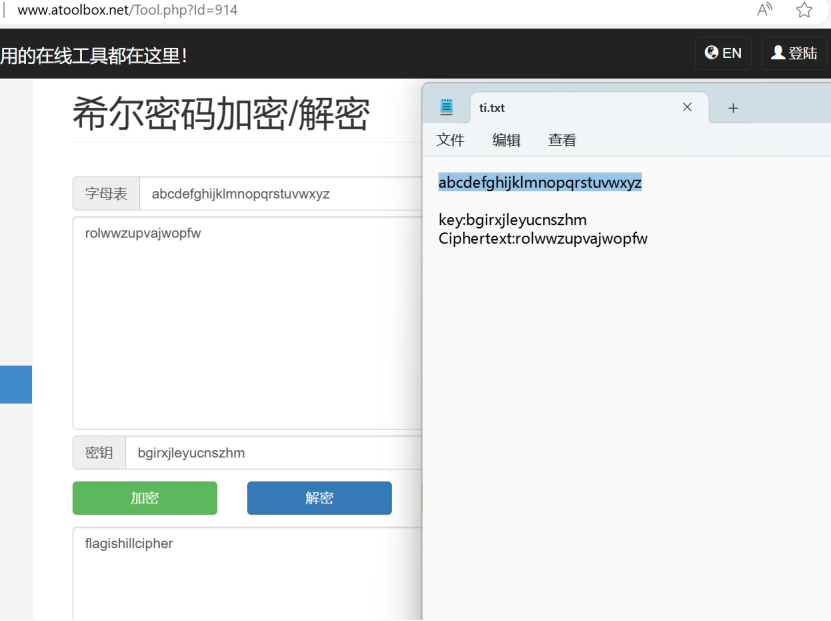 www.atoolbox.net/Tool.php?Id=914
用的在线工具都在这里!
EN
登陆
希尔密码加密/解密
字母表
abcdefghijklmnopqrstuvwxyz
rolwwzupvajwopfw
密钥
bgirxjleyucnszhm
加密
解密
flagishillcipher
ti.txt
文件
编辑
查看
abcdefghijklmnopqrstuvwxyz
key:bgirxjleyucnszhm
Ciphertext:rolwwzupvajwopfw